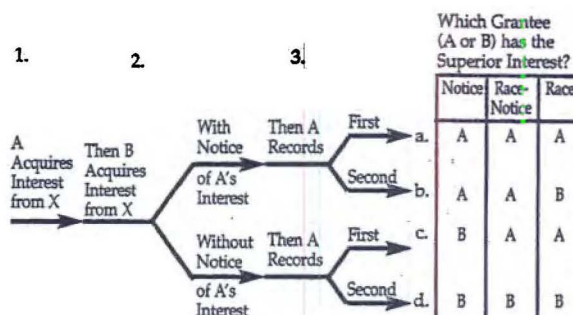 Which Grantee
(A or B) has the
Superior Interest?
1. 2. 3.
Notice Race-Notice Race
A
Acquires
Interest
from X
Then B
Acquires
Interest
from X
With
Notice
of A's
Interest
Then A
Records
First
a. A A A
Second
b. A A B
Without
Notice
of A's
Interest
Then A
Records
First
c. B A A
Second
d. B B B